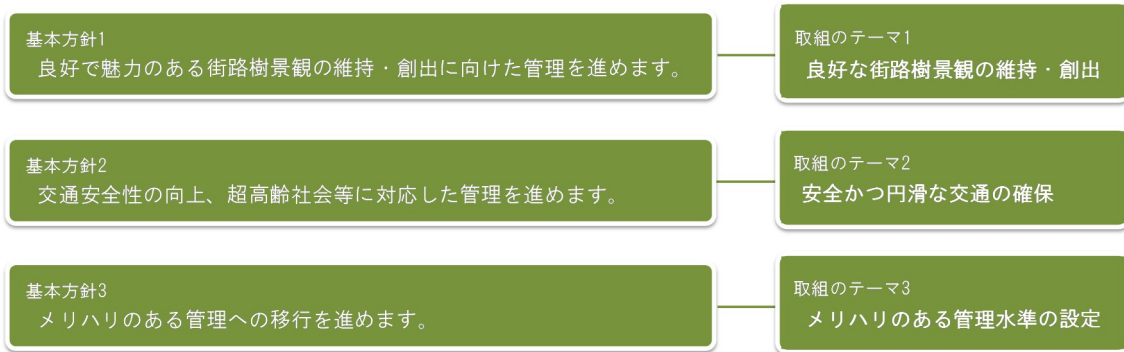 基本方針1
良好で魅力のある街路樹景観の維持・創出に向けた管理を進めます。
取組のテーマ1
良好な街路樹景観の維持・創出
基本方針2
交通安全性の向上、超高齢社会等に対応した管理を進めます。
取組のテーマ2
安全かつ円滑な交通の確保
基本方針3
メリハリのある管理への移行を進めます。
取組のテーマ3
メリハリのある管理水準の設定